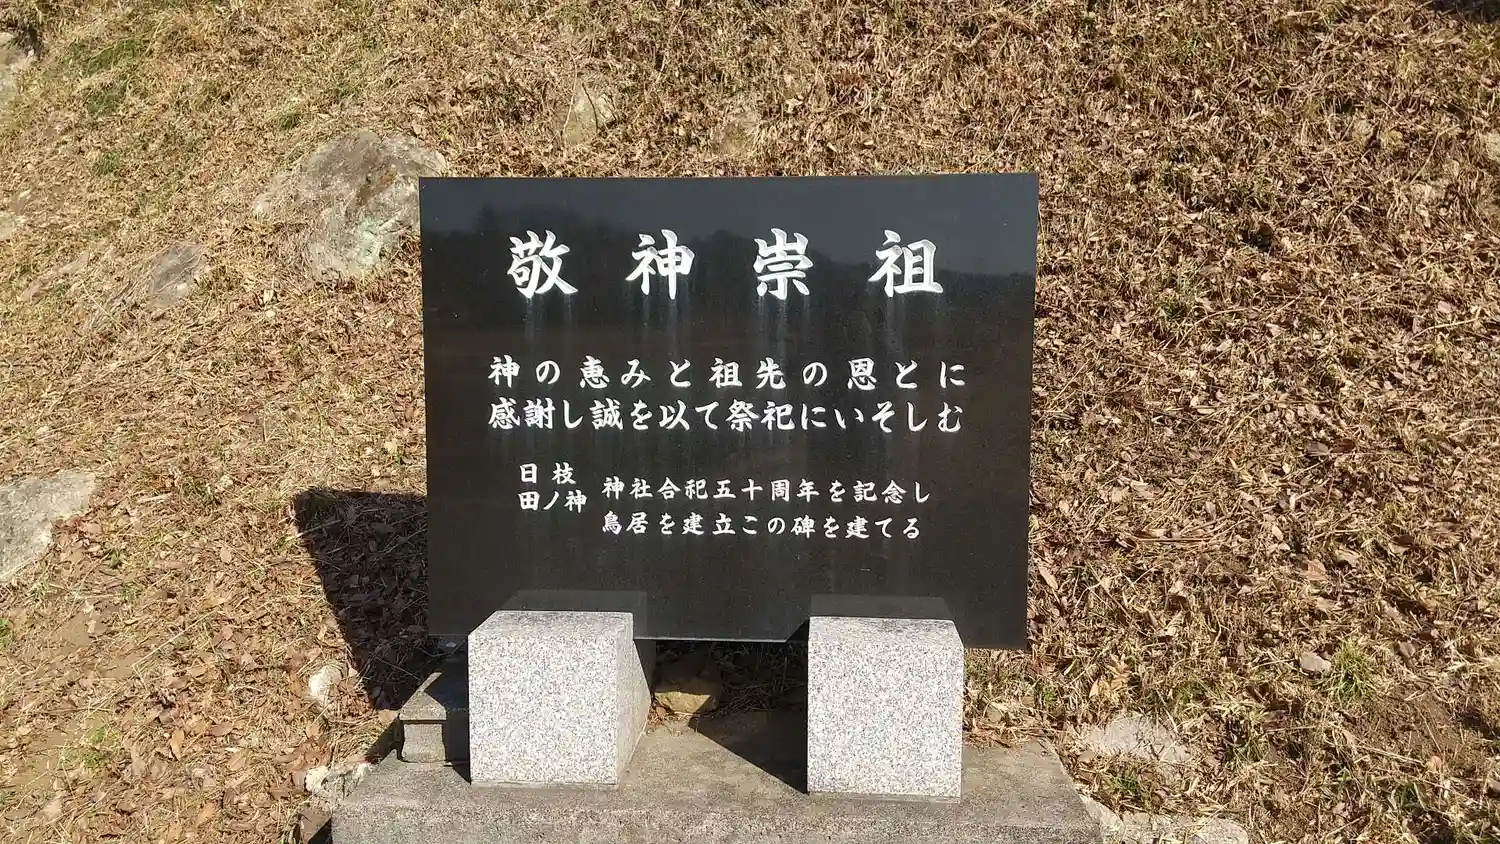 敬神崇祖
神の恵みと祖先の恩とに
感謝し誠を以て祭祀にいそしむ
日枝
田ノ神
神社合祀五十周年を記念し
鳥居を建立この碑を建てる